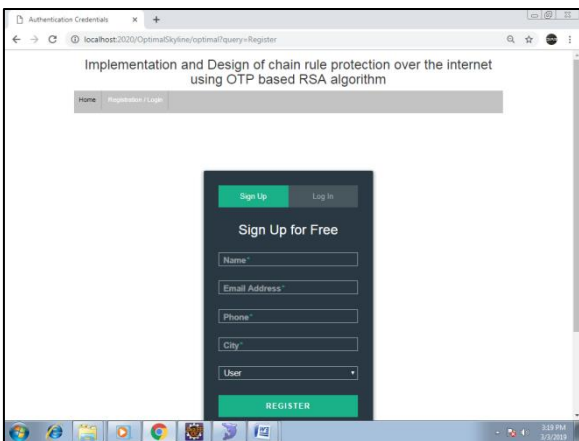 Authentication Credentials
localhost:2020/OptimalSkyline/optimal?query=Register
Implementation and Design of chain rule protection over the internet
using OTP based RSA algorithm
Home Registration / Login
Sign Up Log In
Sign Up for Free
Name*
Email Address*
Phone*
City*
User
REGISTER
3:19 PM
3/3/2019